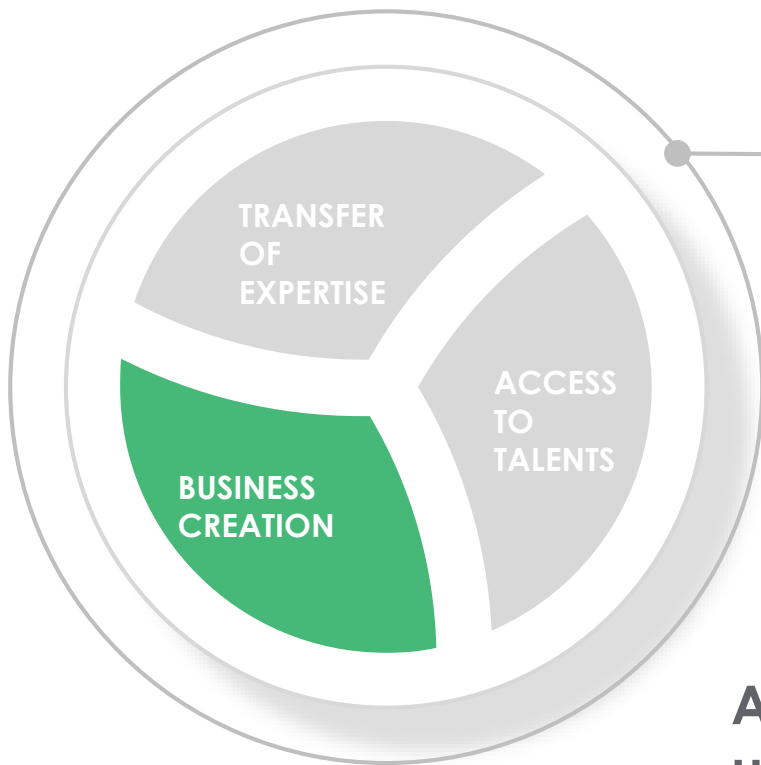 TRANSFER
OF
EXPERTISE
ACCESS
TO
TALENTS
BUSINESS
CREATION
A